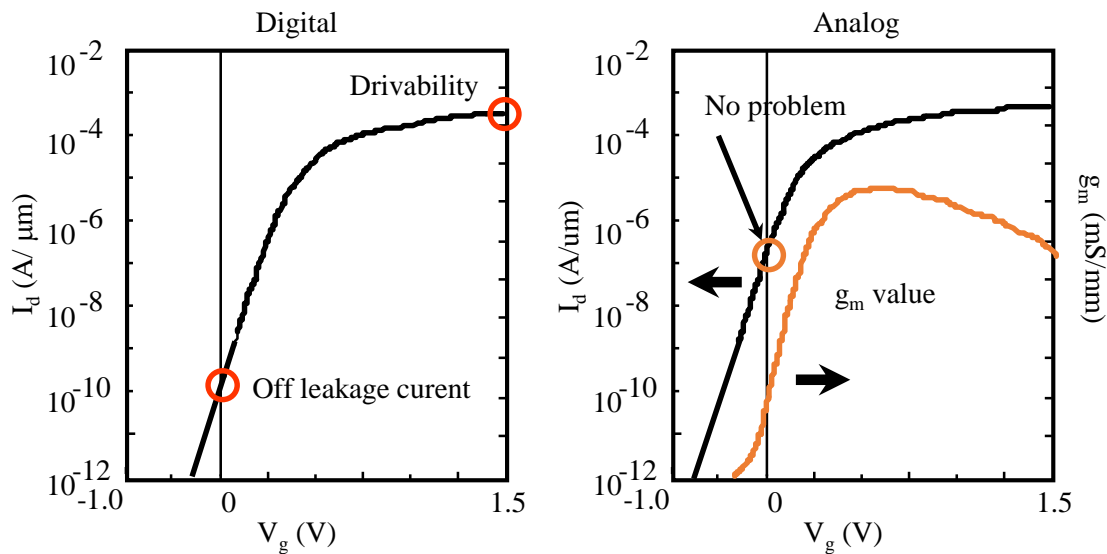 Digital
10-2
10-4
10-6
10-8
10-10
10-12
Id (A/ μm)
-1.0
0
1.5
Vg (V)
Drivability
Off leakage curent
Analog
10-2
10-4
10-6
10-8
10-10
10-12
Id (A/um)
-1.0
0
1.5
Vg (V)
No problem
gm value
gm (mS/mm)